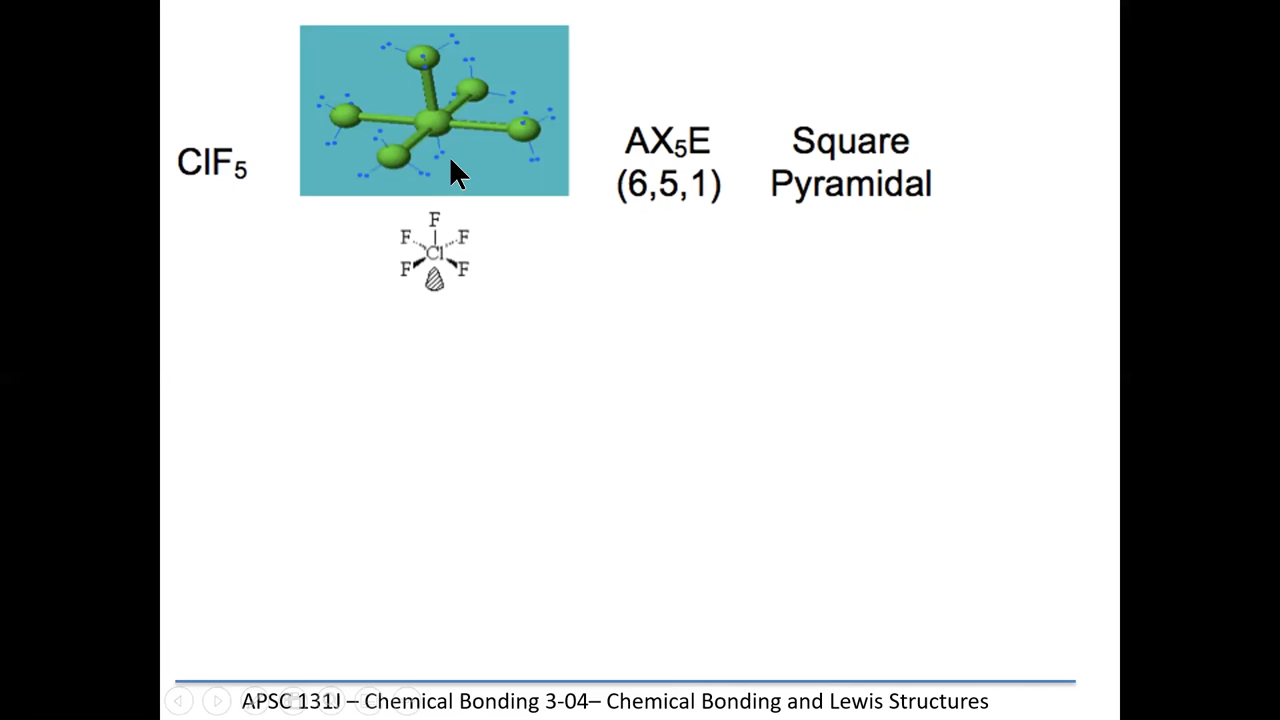 ClF₅
AX₅E
(6,5,1)
Square
Pyramidal
F
F F
Cl
F F
APSC 131J – Chemical Bonding 3-04– Chemical Bonding and Lewis Structures